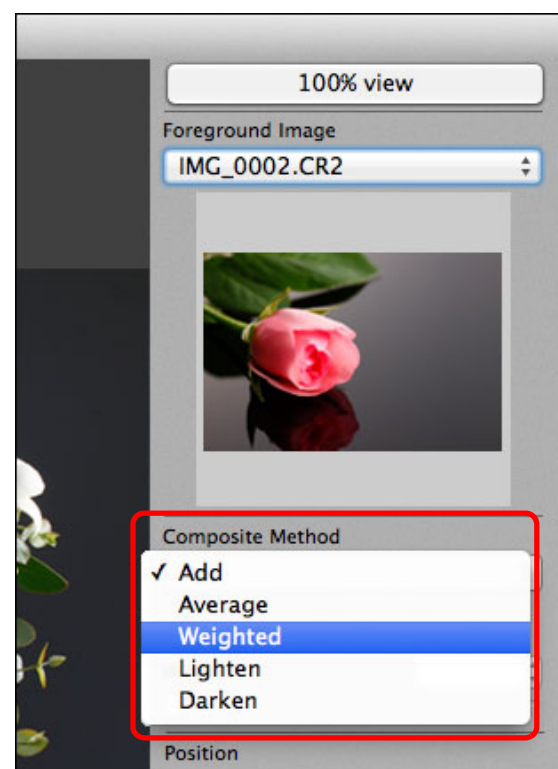 100% view
Foreground Image
IMG_0002.CR2
Composite Method
✓ Add
Average
Weighted
Lighten
Darken
Position